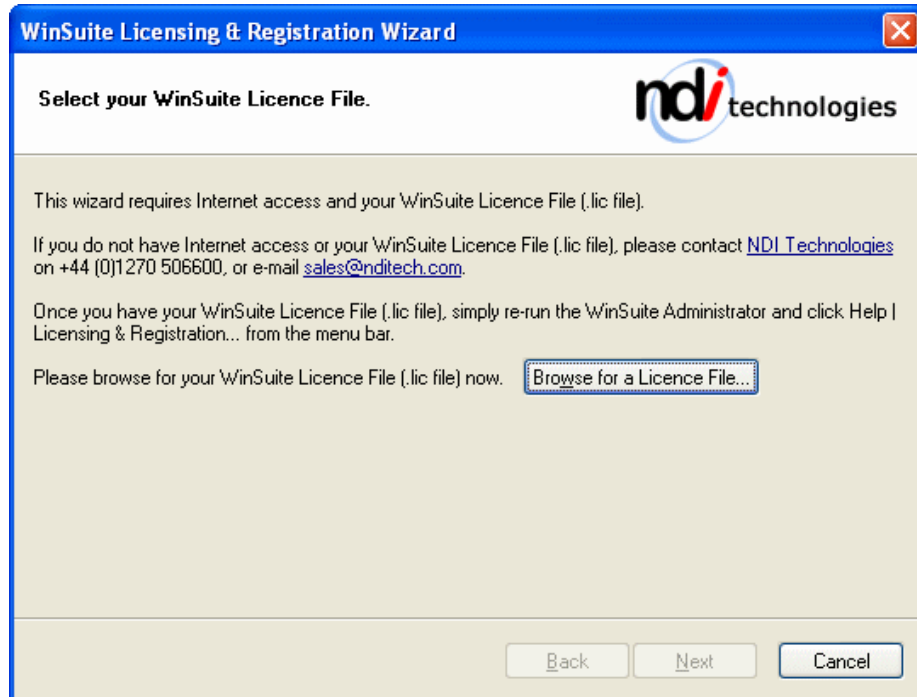 WinSuite Licensing & Registration Wizard
Select your WinSuite Licence File.
ndi technologies
This wizard requires Internet access and your WinSuite Licence File (.lic file).
If you do not have Internet access or your WinSuite Licence File (.lic file), please contact NDI Technologies
on +44 (0)1270 506600, or e-mail sales@nditech.com.
Once you have your WinSuite Licence File (.lic file), simply re-run the WinSuite Administrator and click Help |
Licensing & Registration... from the menu bar.
Please browse for your WinSuite Licence File (.lic file) now. Browse for a Licence File...
Back Next Cancel